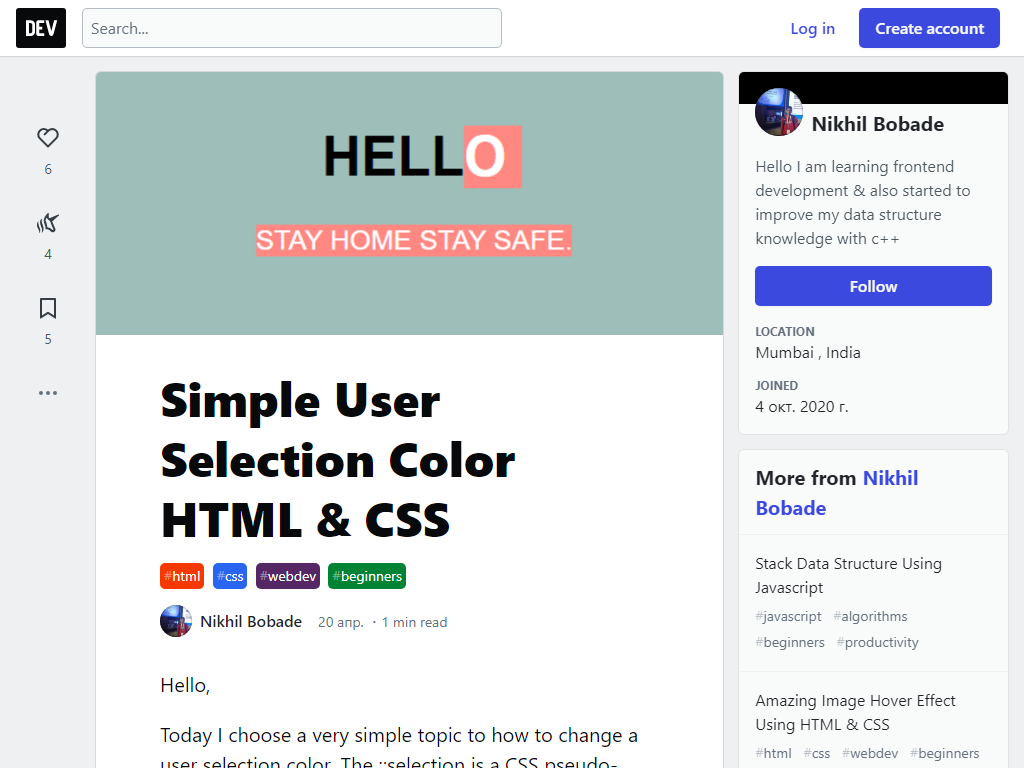 DEV
Search...
Log in
Create account
HELLO
STAY HOME STAY SAFE.
6
4
5
Simple User
Selection Color
HTML & CSS
#html #css #webdev #beginners
Nikhil Bobade 20 апр. · 1 min read
Hello,
Today I choose a very simple topic to how to change a
user selection color. The ::selection is a CSS pseudo-
Nikhil Bobade
Hello I am learning frontend
development & also started to
improve my data structure
knowledge with c++
Follow
LOCATION
Mumbai , India
JOINED
4 окт. 2020 г.
More from Nikhil
Bobade
Stack Data Structure Using
Javascript
#javascript #algorithms
#beginners #productivity
Amazing Image Hover Effect
Using HTML & CSS
#html #css #webdev #beginners